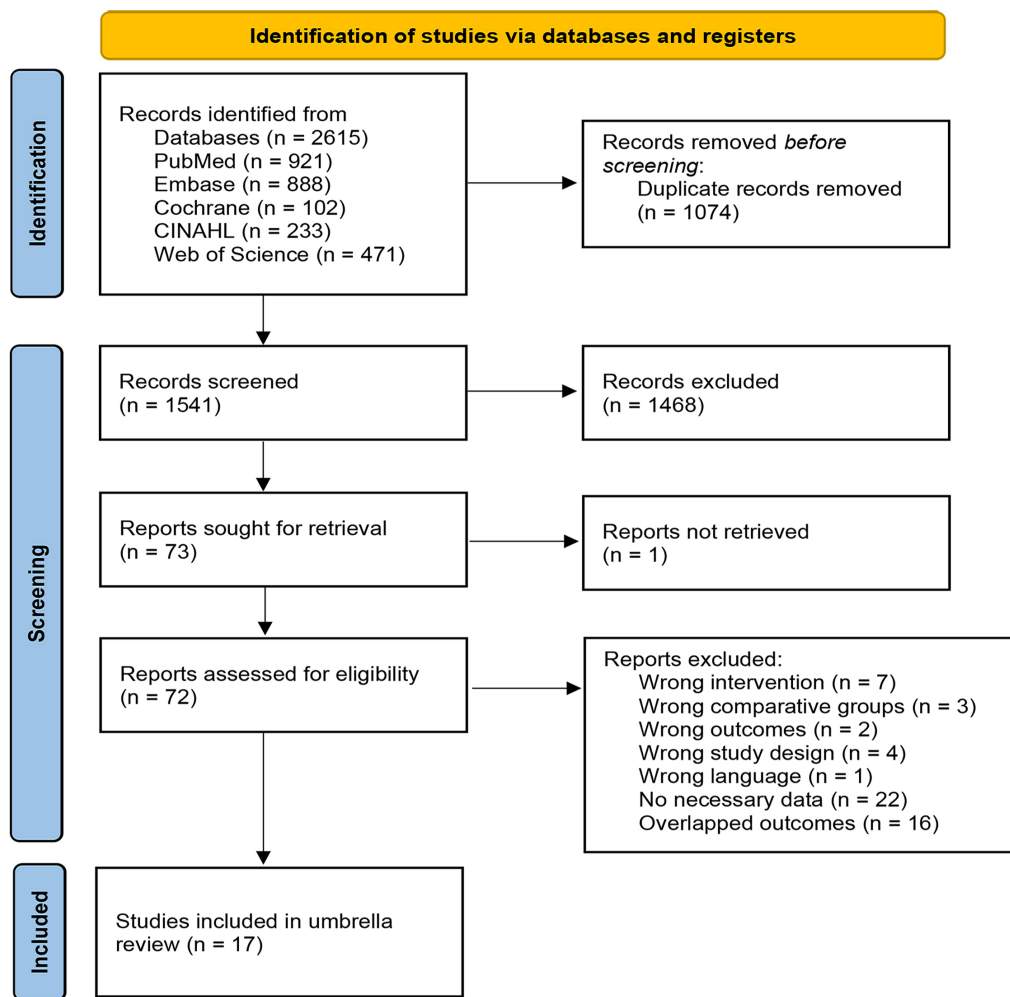 Identification of studies via databases and registers
Identification
Records identified from
Databases (n = 2615)
PubMed (n = 921)
Embase (n = 888)
Cochrane (n = 102)
CINAHL (n = 233)
Web of Science (n = 471)
Records removed before
screening:
Duplicate records removed
(n = 1074)
Screening
Records screened
(n = 1541)
Records excluded
(n = 1468)
Reports sought for retrieval
(n = 73)
Reports not retrieved
(n = 1)
Reports assessed for eligibility
(n = 72)
Reports excluded:
Wrong intervention (n = 7)
Wrong comparative groups (n = 3)
Wrong outcomes (n = 2)
Wrong study design (n = 4)
Wrong language (n = 1)
No necessary data (n = 22)
Overlapped outcomes (n = 16)
Included
Studies included in umbrella
review (n = 17)